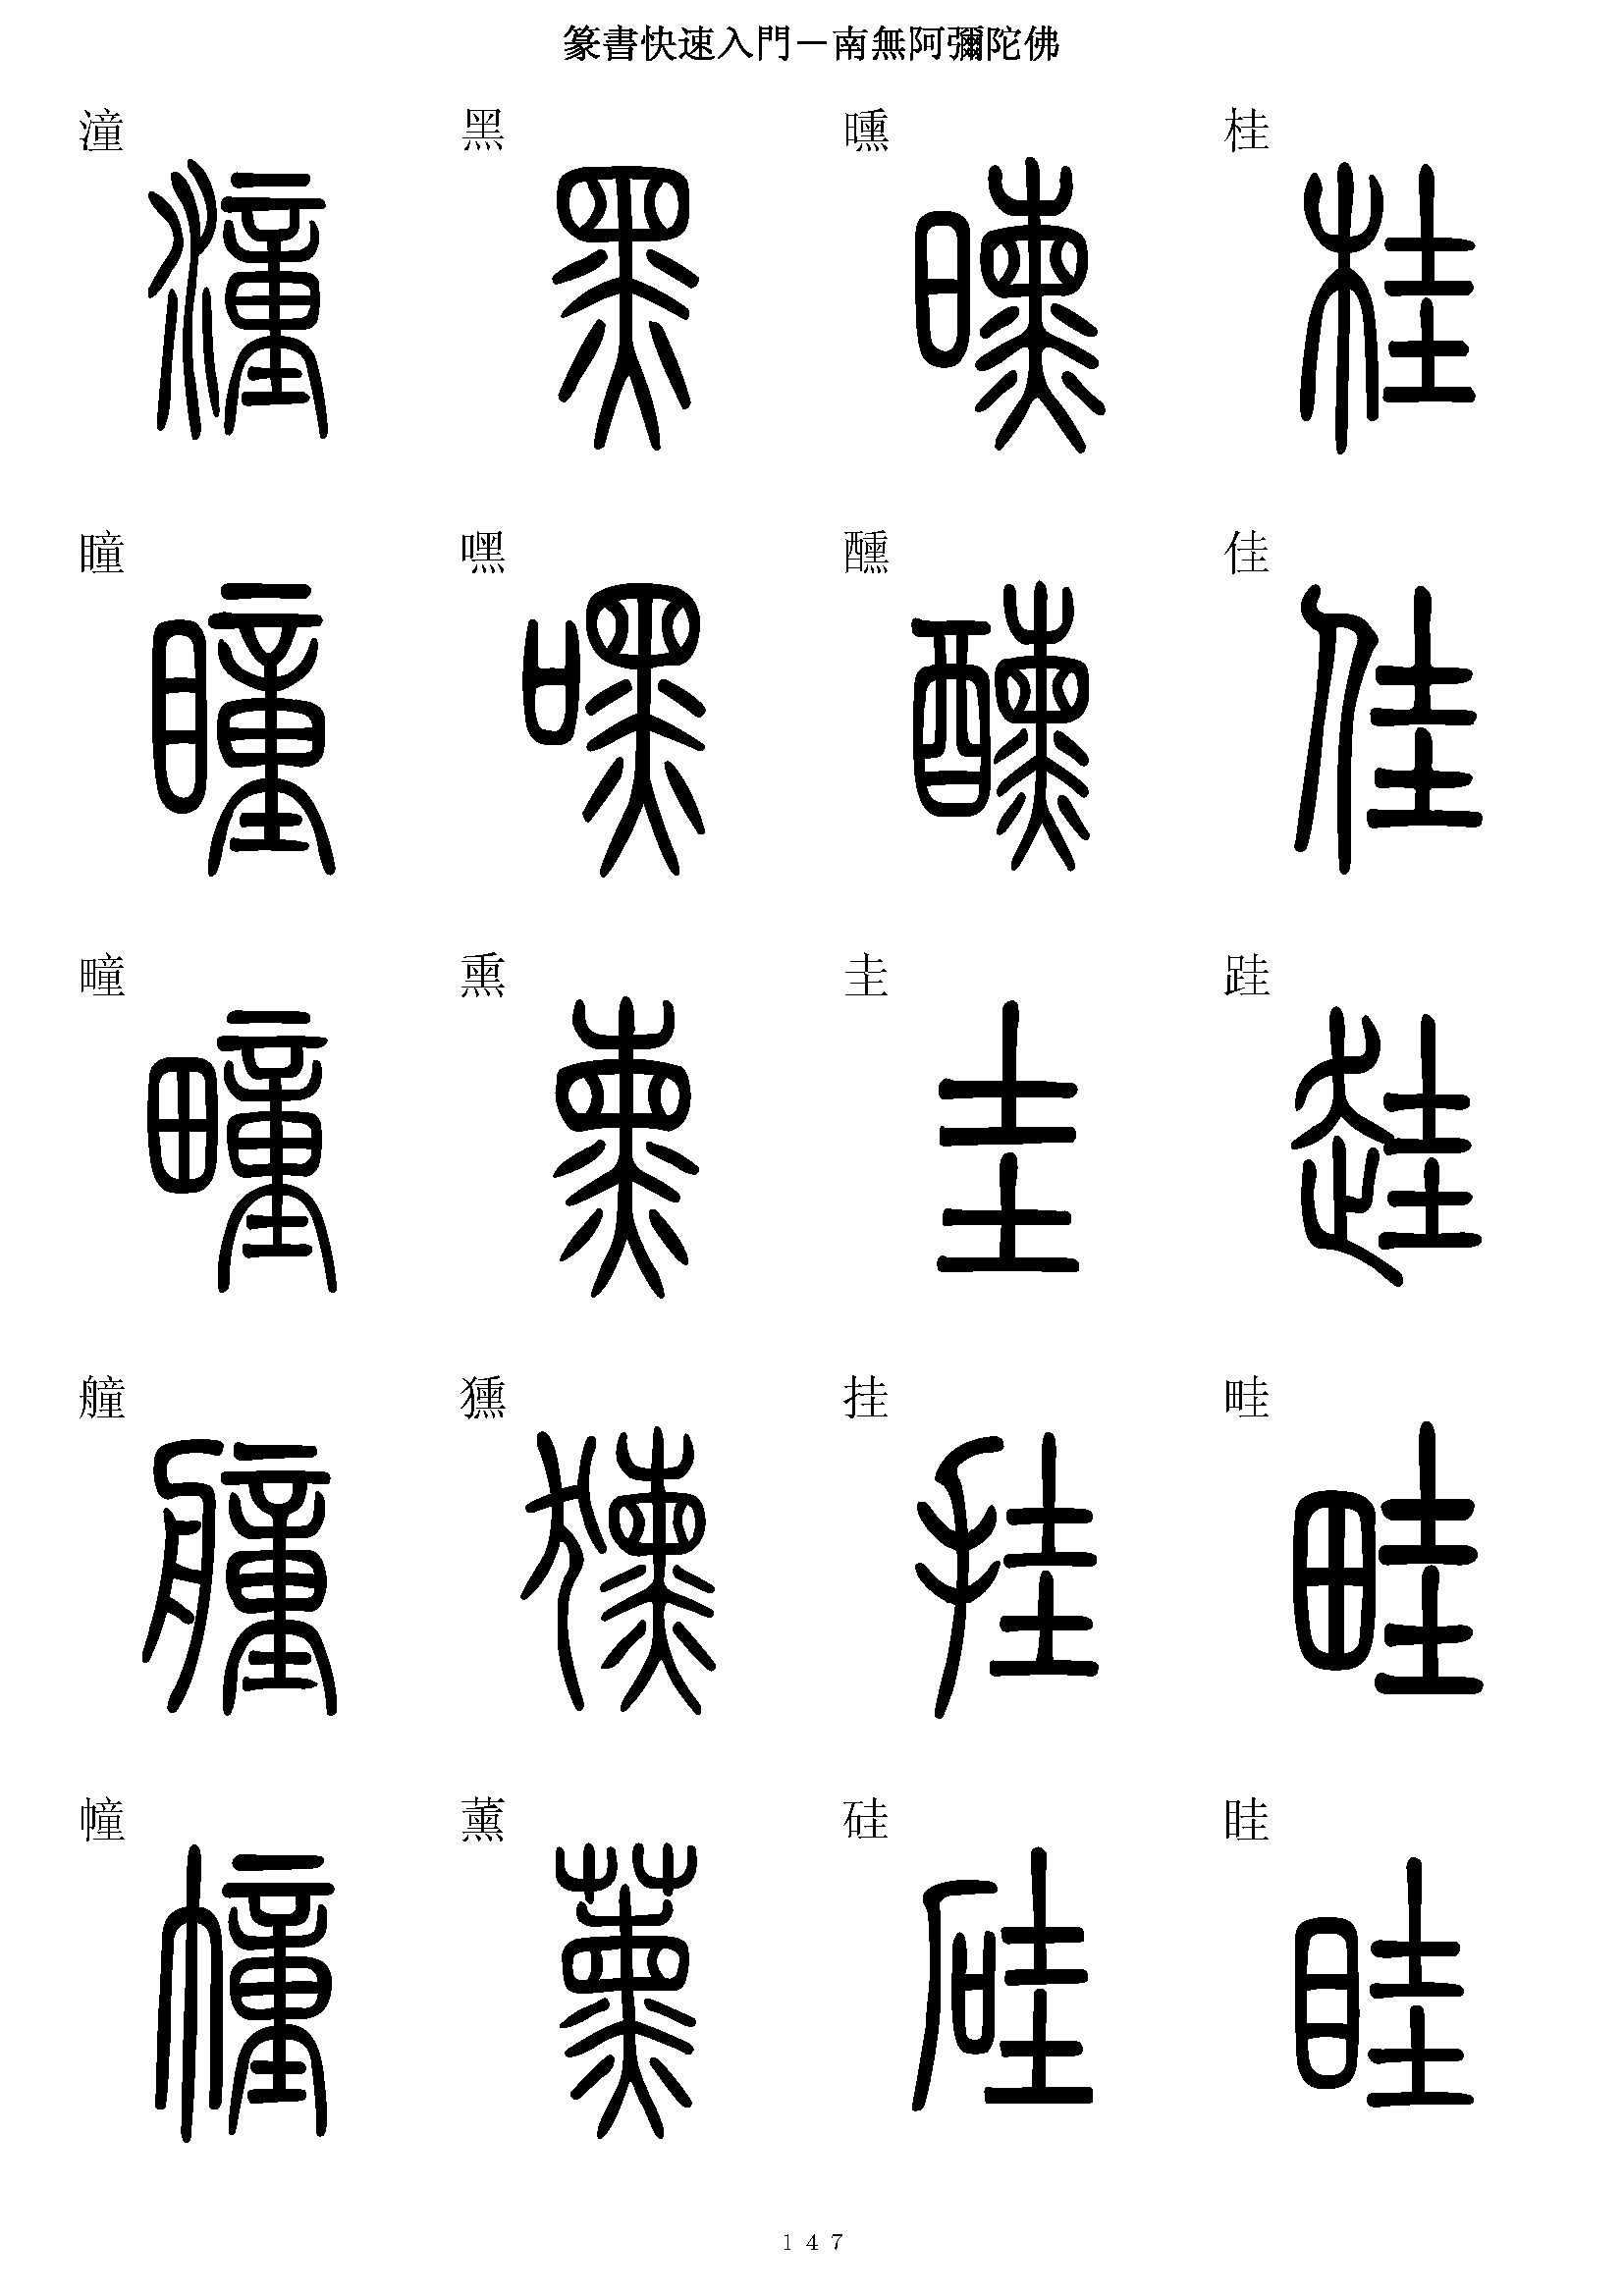 篆書快速入門－南無阿彌陀佛
潼 黑 曛 桂
瞳 嘿 醺 佳
疃 熏 圭 跬
艟 獯 挂 畦
幢 薰 硅 眭
147